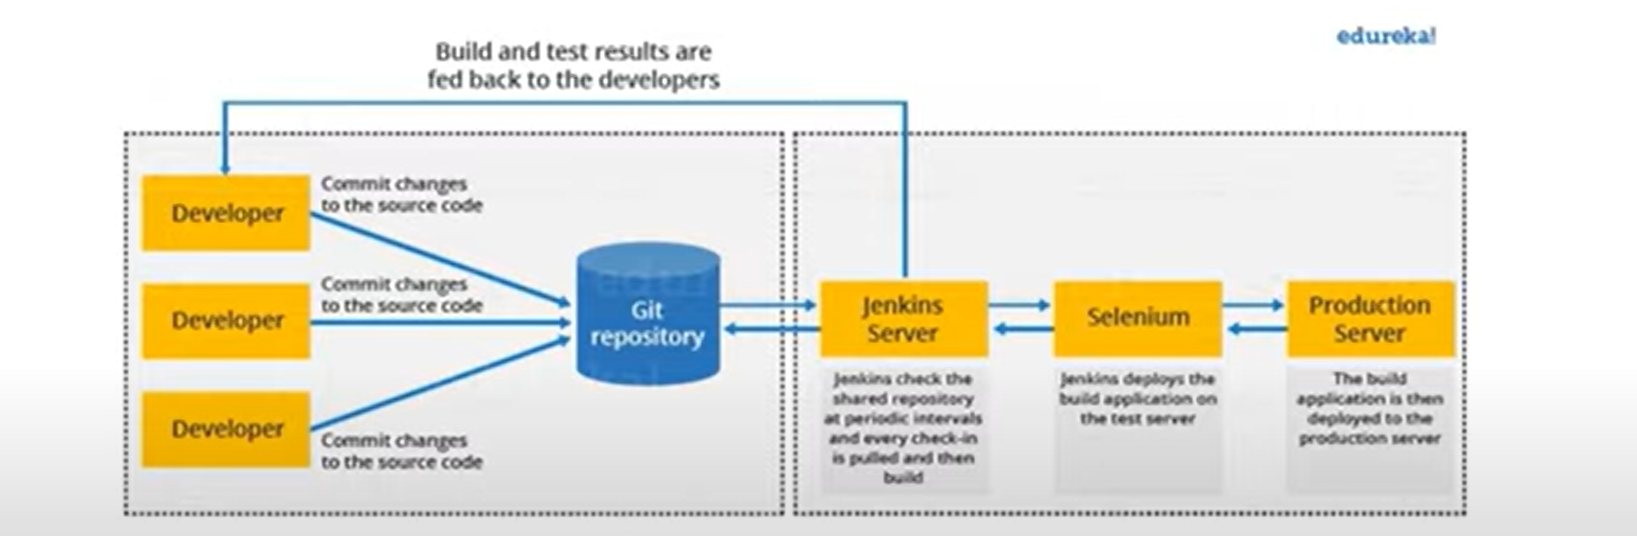 edureka!
Build and test results are
fed back to the developers
Developer
Commit changes
to the source code
Developer
Commit changes
to the source code
Developer
Commit changes
to the source code
Git
repository
Jenkins
Server
Jenkins check the
shared repository
at periodic intervals
and every check-in
is pulled and then
build
Selenium
Jenkins deploys the
build application on
the test server
Production
Server
The build
application is then
deployed to the
production server